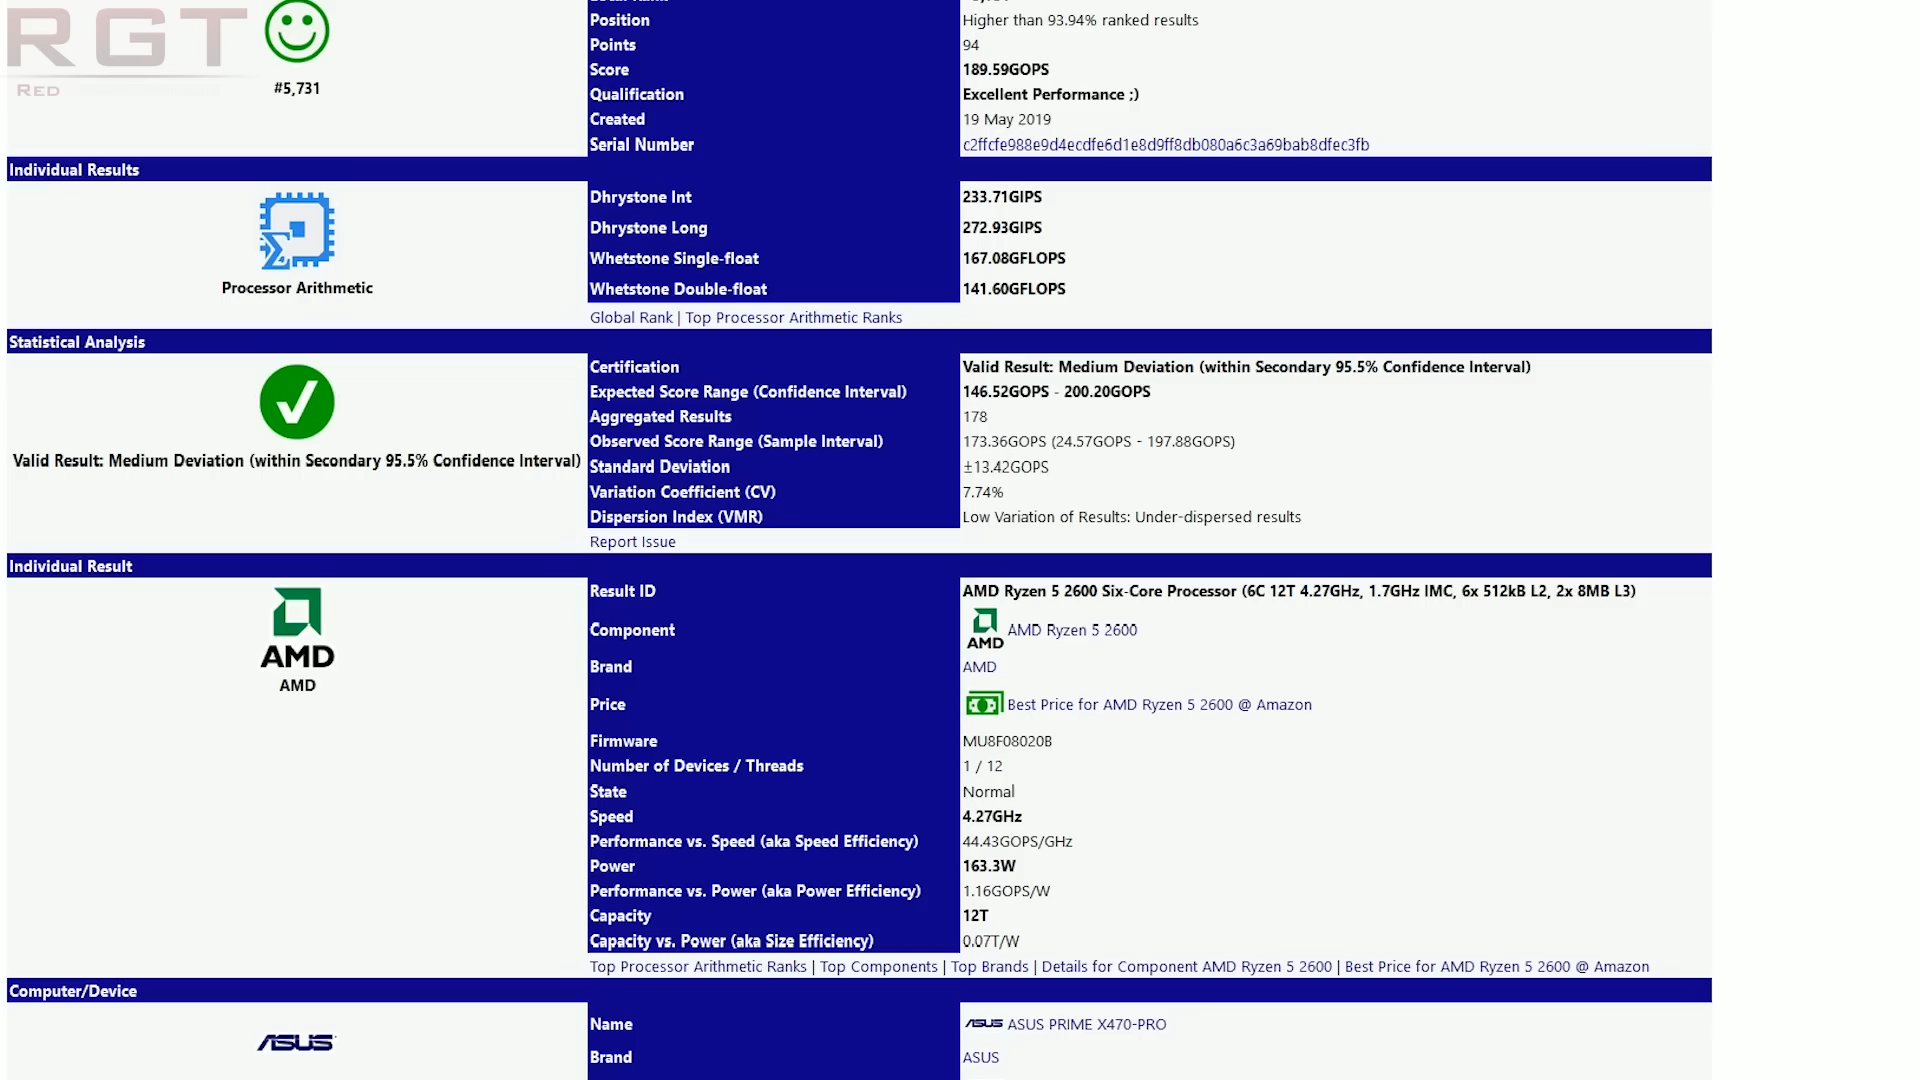 RGT
RED
#5,731
Position Higher than 93.94% ranked results
Points 94
Score 189.59GOPS
Qualification Excellent Performance ;)
Created 19 May 2019
Serial Number c2ffcfe988e9d4ecdfe6d1e8d9ff8db080a6c3a69bab8dfec3fb
Individual Results
Processor Arithmetic
Dhrystone Int 233.71GIPS
Dhrystone Long 272.93GIPS
Whetstone Single-float 167.08GFLOPS
Whetstone Double-float 141.60GFLOPS
Global Rank | Top Processor Arithmetic Ranks
Statistical Analysis
Valid Result: Medium Deviation (within Secondary 95.5% Confidence Interval)
Certification Valid Result: Medium Deviation (within Secondary 95.5% Confidence Interval)
Expected Score Range (Confidence Interval) 146.52GOPS - 200.20GOPS
Aggregated Results 178
Observed Score Range (Sample Interval) 173.36GOPS (24.57GOPS - 197.88GOPS)
Standard Deviation ±13.42GOPS
Variation Coefficient (CV) 7.74%
Dispersion Index (VMR) Low Variation of Results: Under-dispersed results
Report Issue
Individual Result
AMD
AMD
Result ID AMD Ryzen 5 2600 Six-Core Processor (6C 12T 4.27GHz, 1.7GHz IMC, 6x 512kB L2, 2x 8MB L3)
Component AMD AMD Ryzen 5 2600
Brand AMD
Price Best Price for AMD Ryzen 5 2600 @ Amazon
Firmware MU8F08020B
Number of Devices / Threads 1 / 12
State Normal
Speed 4.27GHz
Performance vs. Speed (aka Speed Efficiency) 44.43GOPS/GHz
Power 163.3W
Performance vs. Power (aka Power Efficiency) 1.16GOPS/W
Capacity 12T
Capacity vs. Power (aka Size Efficiency) 0.07T/W
Top Processor Arithmetic Ranks | Top Components | Top Brands | Details for Component AMD Ryzen 5 2600 | Best Price for AMD Ryzen 5 2600 @ Amazon
Computer/Device
ASUS
Name ASUS ASUS PRIME X470-PRO
Brand ASUS